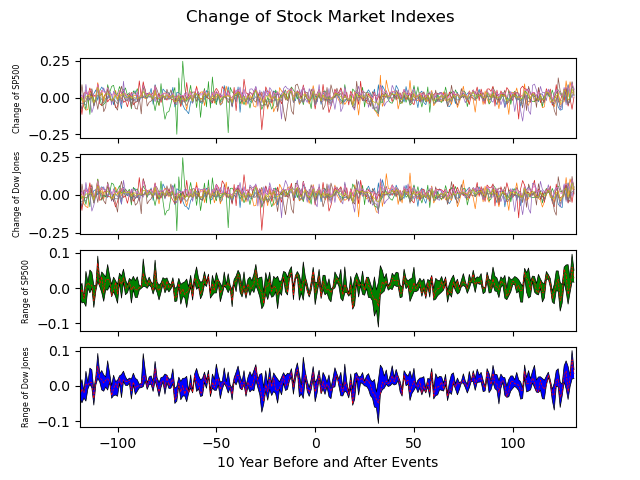 Change of Stock Market Indexes
Change of SP500
0.25
0.00
−0.25
Change of Dow Jones
0.25
0.00
−0.25
Range of SP500
0.1
0.0
−0.1
Range of Dow Jones
0.1
0.0
−0.1
−100 −50 0 50 100
10 Year Before and After Events